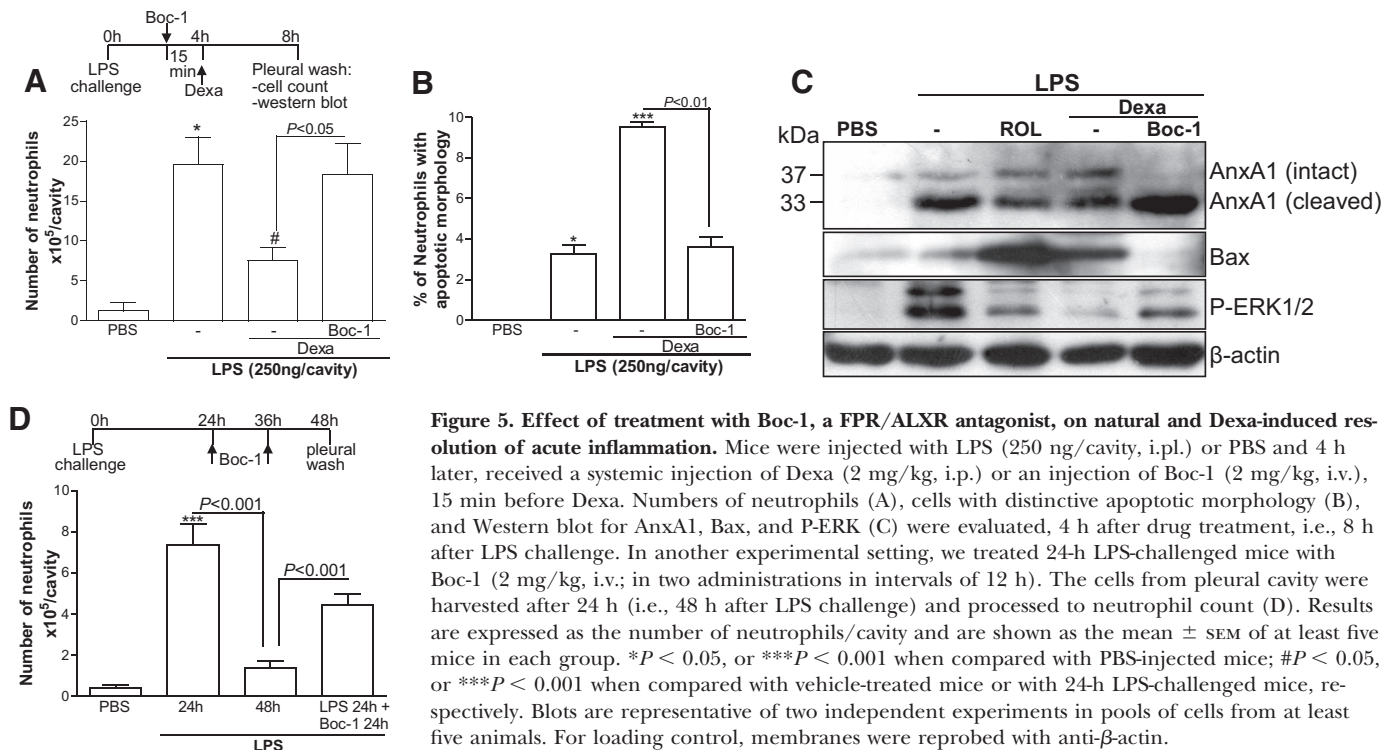 Boc-1
0h 4h 8h
15
min
LPS
challenge
Dexa
Pleural wash:
-cell count
-western blot
A
Number of neutrophils
x10⁵/cavity
25
20
15
10
5
0
*
#
P<0.05
PBS - - Boc-1
Dexa
LPS (250ng/cavity)
B
% of Neutrophils with
apoptotic morphology
10
8
6
4
2
0
*
***
P<0.01
PBS - - Boc-1
Dexa
LPS (250ng/cavity)
C
LPS
Dexa
kDa PBS - ROL - Boc-1
37 AnxA1 (intact)
33 AnxA1 (cleaved)
Bax
P-ERK1/2
β-actin
D
0h 24h 36h 48h
LPS
challenge
Boc-1
pleural
wash
Number of neutrophils
x10⁵/cavity
10
8
6
4
2
0
***
P<0.001
P<0.001
PBS 24h 48h LPS 24h +
Boc-1 24h
LPS
Figure 5. Effect of treatment with Boc-1, a FPR/ALXR antagonist, on natural and Dexa-induced res-
olution of acute inflammation. Mice were injected with LPS (250 ng/cavity, i.pl.) or PBS and 4 h
later, received a systemic injection of Dexa (2 mg/kg, i.p.) or an injection of Boc-1 (2 mg/kg, i.v.),
15 min before Dexa. Numbers of neutrophils (A), cells with distinctive apoptotic morphology (B),
and Western blot for AnxA1, Bax, and P-ERK (C) were evaluated, 4 h after drug treatment, i.e., 8 h
after LPS challenge. In another experimental setting, we treated 24-h LPS-challenged mice with
Boc-1 (2 mg/kg, i.v.; in two administrations in intervals of 12 h). The cells from pleural cavity were
harvested after 24 h (i.e., 48 h after LPS challenge) and processed to neutrophil count (D). Results
are expressed as the number of neutrophils/cavity and are shown as the mean ± SEM of at least five
mice in each group. *P < 0.05, or ***P < 0.001 when compared with PBS-injected mice; #P < 0.05,
or ***P < 0.001 when compared with vehicle-treated mice or with 24-h LPS-challenged mice, re-
spectively. Blots are representative of two independent experiments in pools of cells from at least
five animals. For loading control, membranes were reprobed with anti-β-actin.